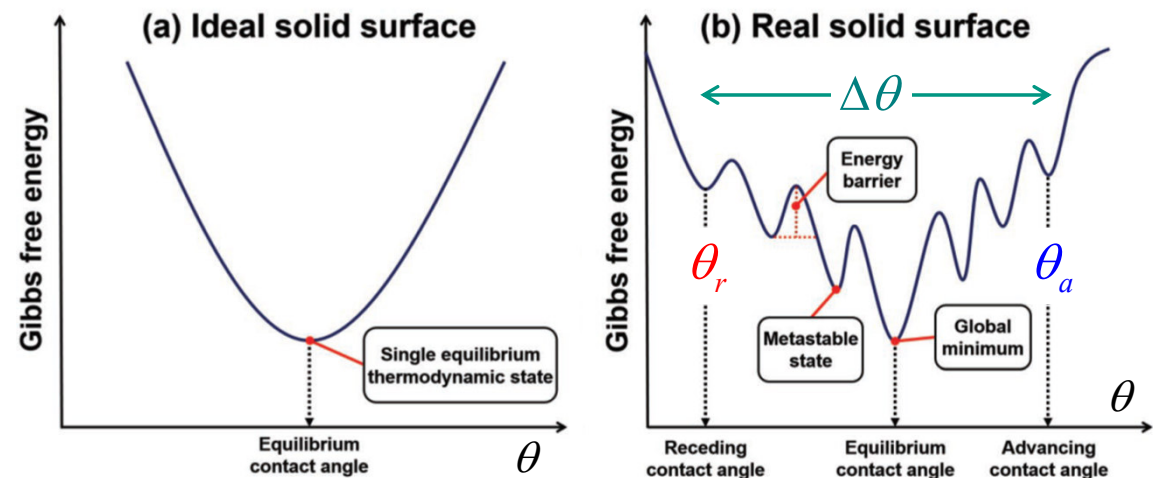 (a) Ideal solid surface
Gibbs free energy
Single equilibrium
thermodynamic state
Equilibrium
contact angle
θ
(b) Real solid surface
Gibbs free energy
Δθ
Energy
barrier
θr
θa
Metastable
state
Global
minimum
θ
Receding
contact angle
Equilibrium
contact angle
Advancing
contact angle